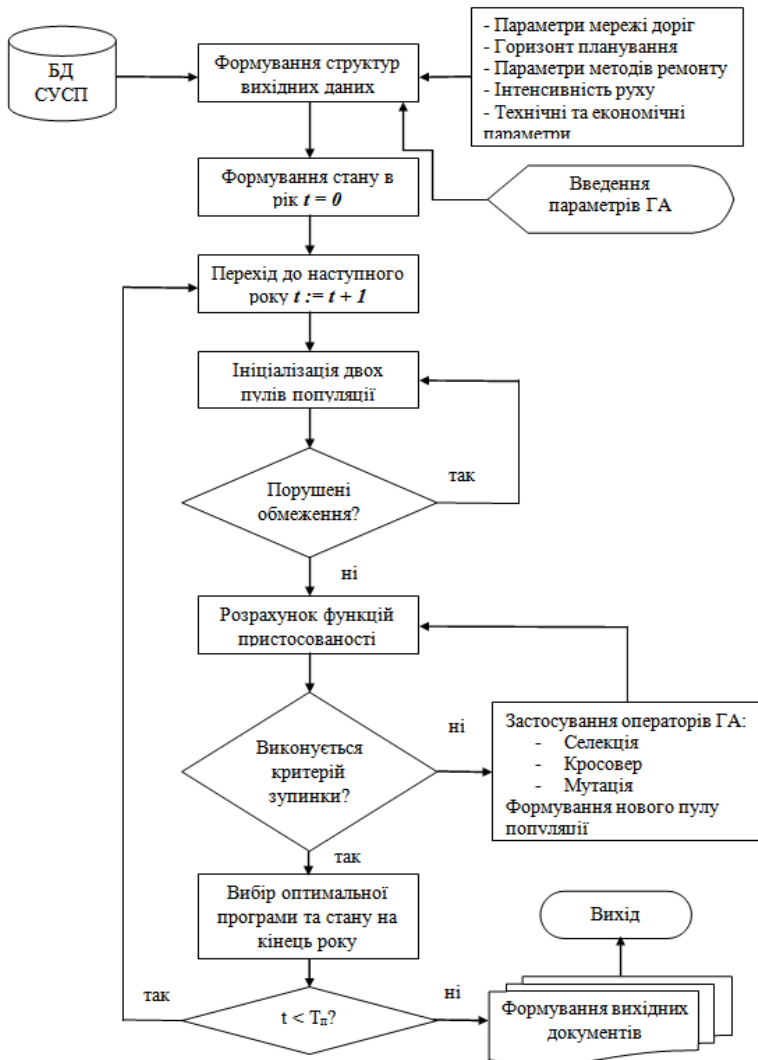 - Параметри мережі доріг
- Горизонт планування
- Параметри методів ремонту
- Інтенсивність руху
- Технічні та економічні
параметри
БД
СУСП
Формування структур
вихідних даних
Введення
параметрів ГА
Формування стану в
рік t = 0
Перехід до наступного
року t := t + 1
Ініціалізація двох
пулів популяції
Порушені
обмеження?
так
ні
Розрахунок функцій
пристосованості
Виконується
критерій
зупинки?
ні
Застосування операторів ГА:
- Селекція
- Кросовер
- Мутація
Формування нового пулу
популяції
так
Вибір оптимальної
програми та стану на
кінець року
Вихід
так
t < Tп?
ні
Формування вихідних
документів